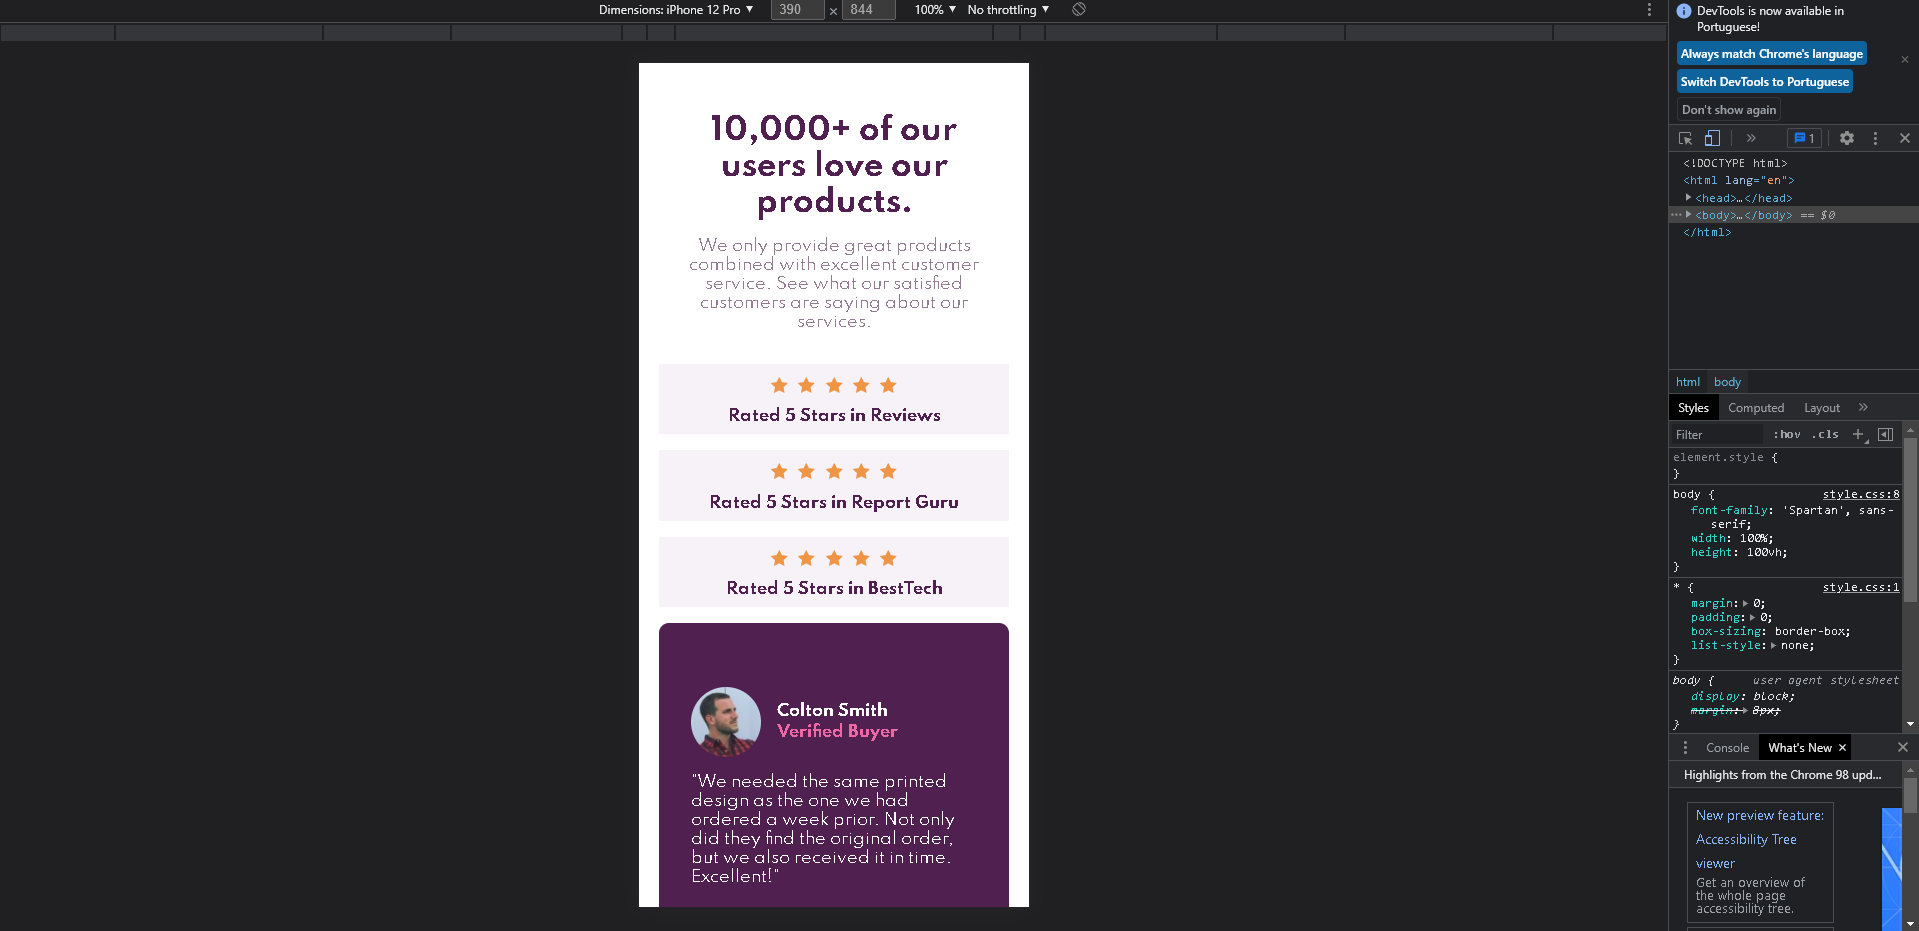 Dimensions: iPhone 12 Pro ▼ 390 × 844 100% ▼ No throttling ▼
10,000+ of our
users love our
products.
We only provide great products
combined with excellent customer
service. See what our satisfied
customers are saying about our
services.
Rated 5 Stars in Reviews
Rated 5 Stars in Report Guru
Rated 5 Stars in BestTech
Colton Smith
Verified Buyer
"We needed the same printed
design as the one we had
ordered a week prior. Not only
did they find the original order,
but we also received it in time.
Excellent!"
DevTools is now available in
Portuguese!
Always match Chrome's language
Switch DevTools to Portuguese
Don't show again
1
<!DOCTYPE html>
<html lang="en">
<head>…</head>
<body>…</body> == $0
</html>
html body
Styles Computed Layout
Filter :hov .cls +
element.style {
}
body { style.css:8
font-family: 'Spartan', sans-
serif;
width: 100%;
height: 100vh;
}
* { style.css:1
margin: 0;
padding: 0;
box-sizing: border-box;
list-style: none;
}
body { user agent stylesheet
display: block;
margin: 8px;
}
Console What's New
Highlights from the Chrome 98 upd...
New preview feature:
Accessibility Tree
viewer
Get an overview of
the whole page
accessibility tree.